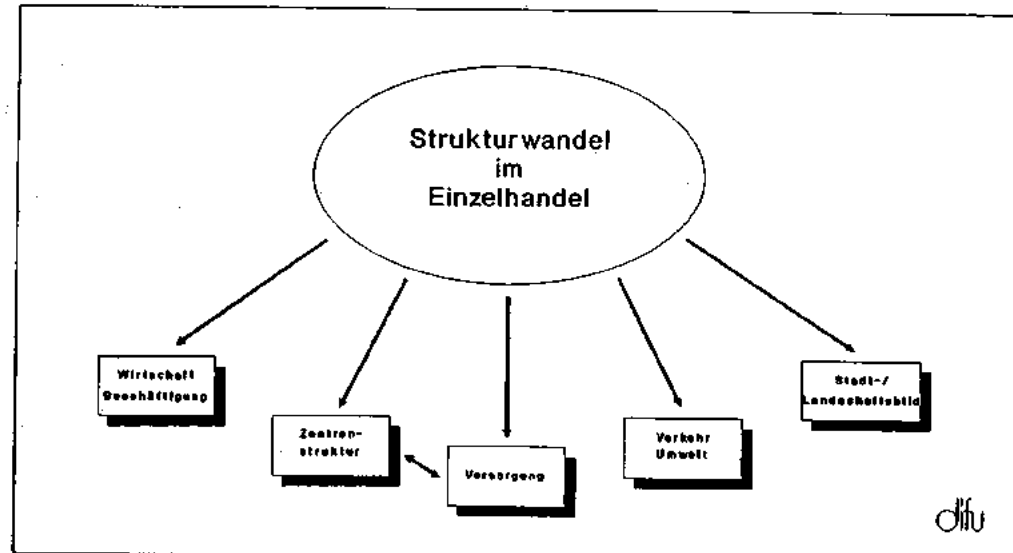 Strukturwandel
im
Einzelhandel
Wirtschaft
Beschäftigung
Zentren-
struktur
Versorgung
Verkehr
Umwelt
Stadt-/
Landschaftsbild
difu